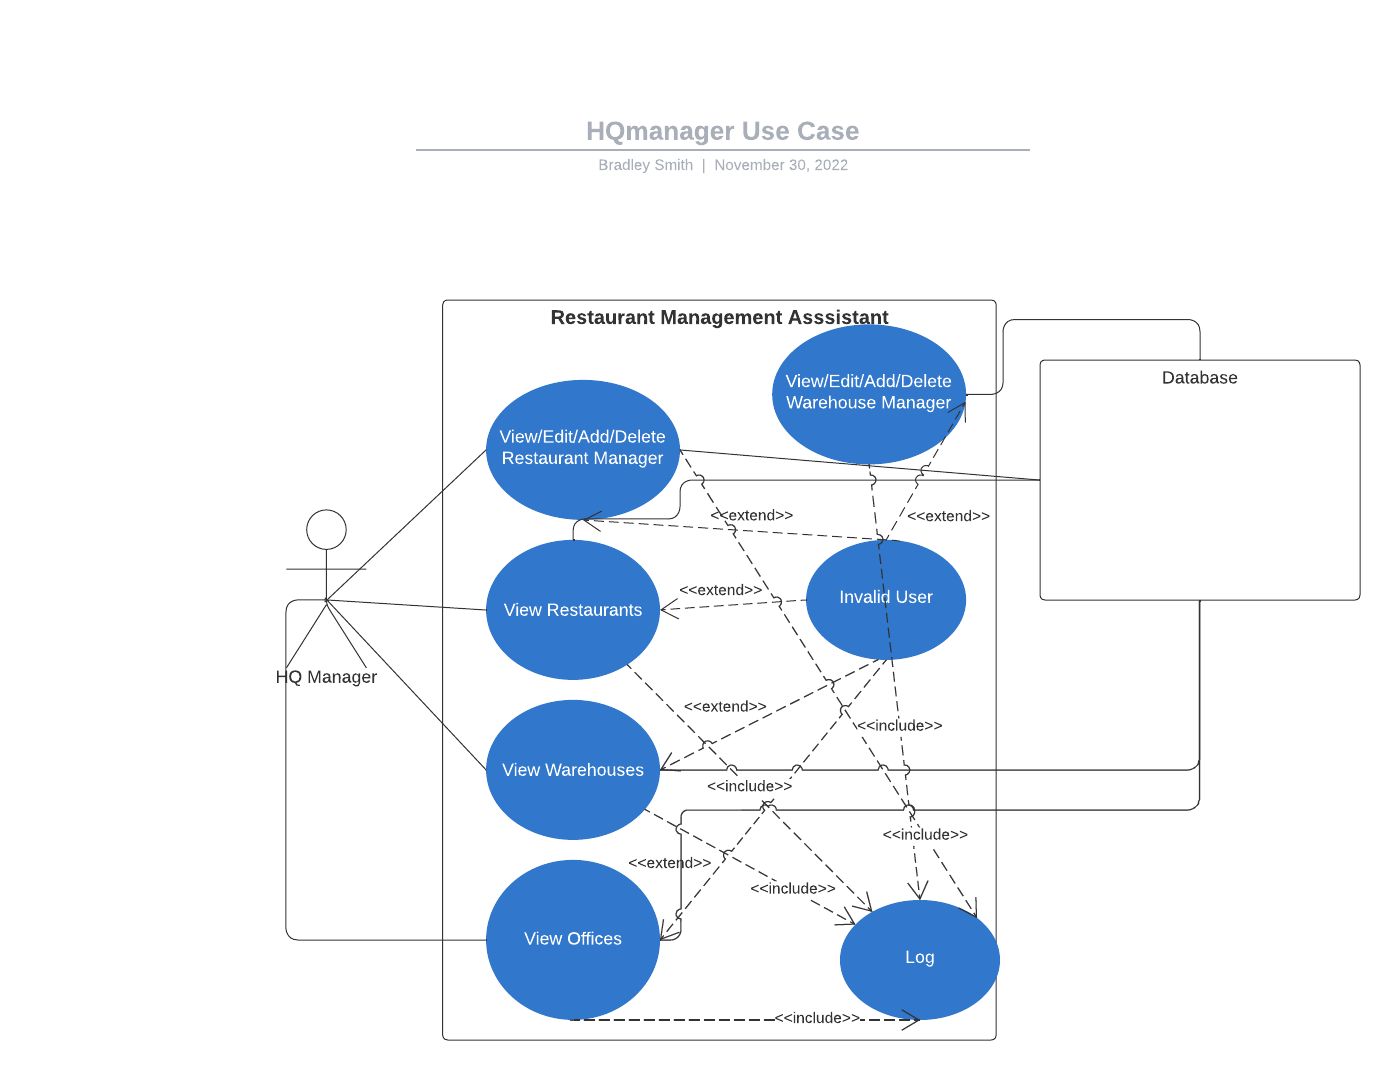 HQmanager Use Case
Bradley Smith | November 30, 2022
Restaurant Management Asssistant
View/Edit/Add/Delete
Warehouse Manager
Database
View/Edit/Add/Delete
Restaurant Manager
<<extend>>
<<extend>>
<<extend>>
Invalid User
View Restaurants
HQ Manager
<<extend>>
<<include>>
View Warehouses
<<include>>
<<include>>
<<extend>>
<<include>>
View Offices
Log
<<include>>